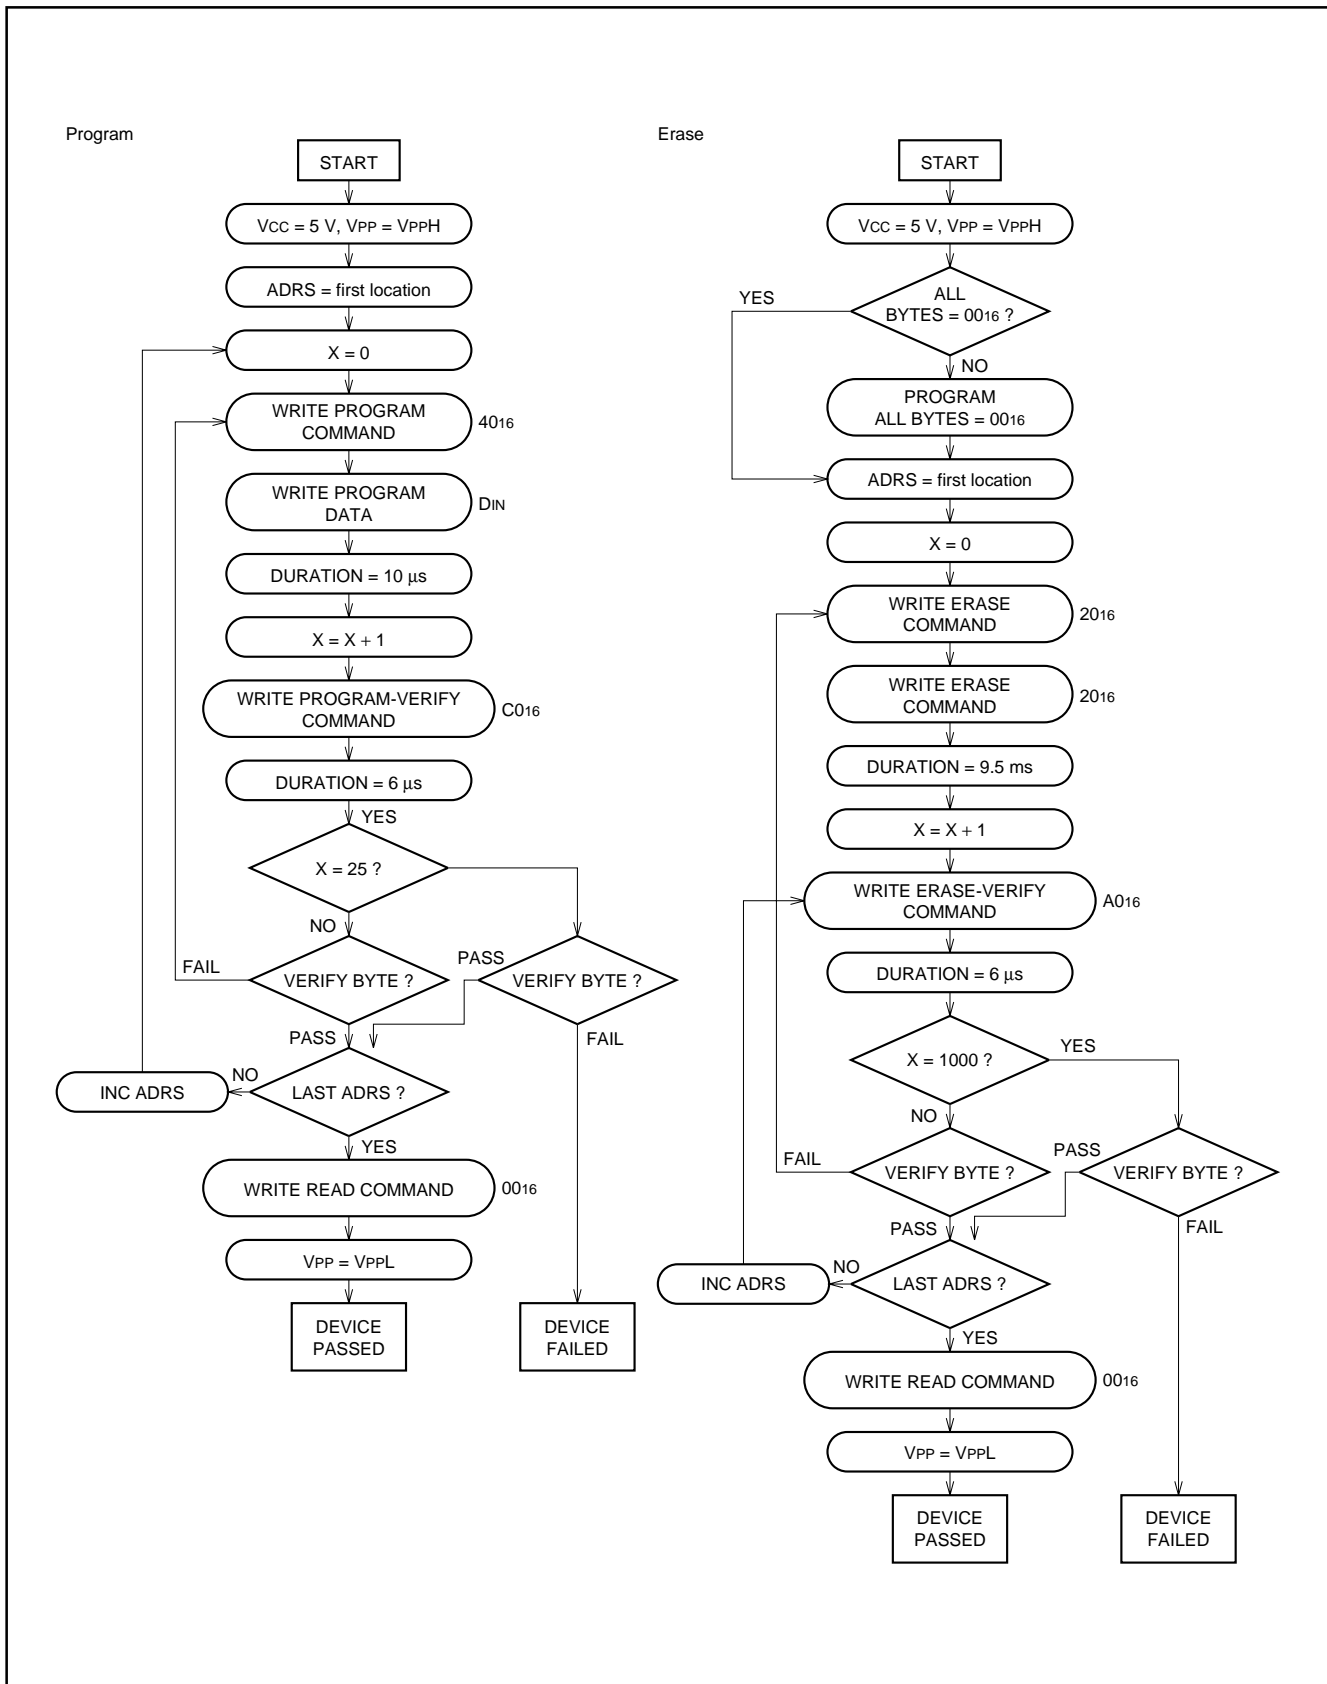 Program
START
VCC = 5 V, VPP = VPPH
ADRS = first location
X = 0
WRITE PROGRAM
COMMAND
4016
WRITE PROGRAM
DATA
DIN
DURATION = 10 µs
X = X + 1
WRITE PROGRAM-VERIFY
COMMAND
C016
DURATION = 6 µs
YES
X = 25 ?
NO
FAIL
VERIFY BYTE ?
PASS
VERIFY BYTE ?
PASS
FAIL
INC ADRS
NO
LAST ADRS ?
YES
WRITE READ COMMAND
0016
VPP = VPPL
DEVICE
PASSED
DEVICE
FAILED
Erase
START
VCC = 5 V, VPP = VPPH
YES
ALL
BYTES = 0016 ?
NO
PROGRAM
ALL BYTES = 0016
ADRS = first location
X = 0
WRITE ERASE
COMMAND
2016
WRITE ERASE
COMMAND
2016
DURATION = 9.5 ms
X = X + 1
WRITE ERASE-VERIFY
COMMAND
A016
DURATION = 6 µs
X = 1000 ?
YES
NO
FAIL
VERIFY BYTE ?
PASS
VERIFY BYTE ?
PASS
FAIL
INC ADRS
NO
LAST ADRS ?
YES
WRITE READ COMMAND
0016
VPP = VPPL
DEVICE
PASSED
DEVICE
FAILED